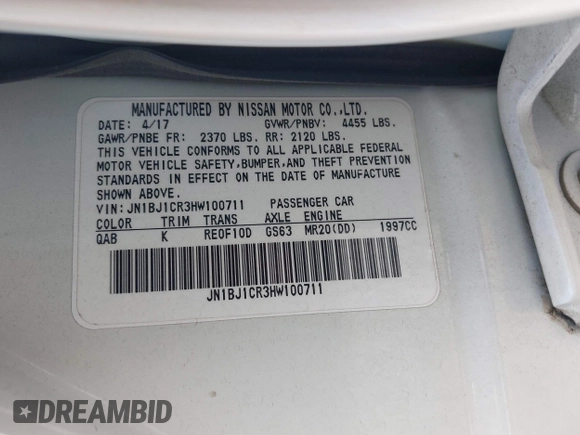 MANUFACTURED BY NISSAN MOTOR CO.,LTD.
DATE: 4/17 GVWR/PNBV: 4455 LBS.
GAWR/PNBE FR: 2370 LBS. RR: 2120 LBS.
THIS VEHICLE CONFORMS TO ALL APPLICABLE FEDERAL
MOTOR VEHICLE SAFETY,BUMPER,AND THEFT PREVENTION
STANDARDS IN EFFECT ON THE DATE OF MANUFACTURE
SHOWN ABOVE.
VIN:JN1BJ1CR3HW100711 PASSENGER CAR
COLOR TRIM TRANS AXLE ENGINE
QAB K RE0F10D GS63 MR20(DD) 1997CC
JN1BJ1CR3HW100711
DREAMBID